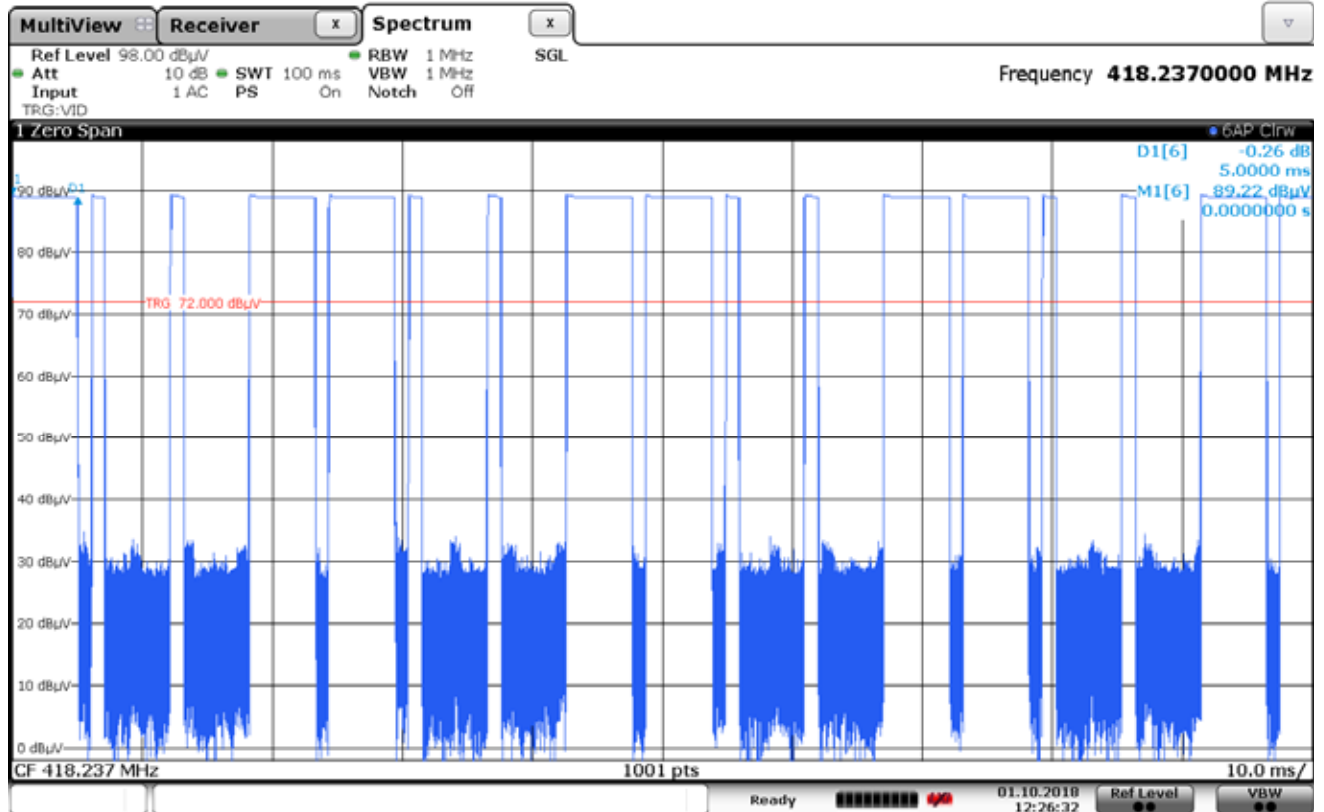 MultiView Receiver X Spectrum X
Ref Level 98.00 dBµV RBW 1 MHz SGL
Att 10 dB SWT 100 ms VBW 1 MHz Frequency 418.2370000 MHz
Input 1 AC PS On Notch Off
TRG:VID
1 Zero Span 6AP Clrw
D1[6] -0.26 dB
5.0000 ms
M1[6] 89.22 dBµV
0.0000000 s
1
90 dBµV D1
80 dBµV
TRG 72.000 dBµV
70 dBµV
60 dBµV
50 dBµV
40 dBµV
30 dBµV
20 dBµV
10 dBµV
0 dBµV
CF 418.237 MHz 1001 pts 10.0 ms/
Ready 01.10.2018 Ref Level VBW
12:26:32